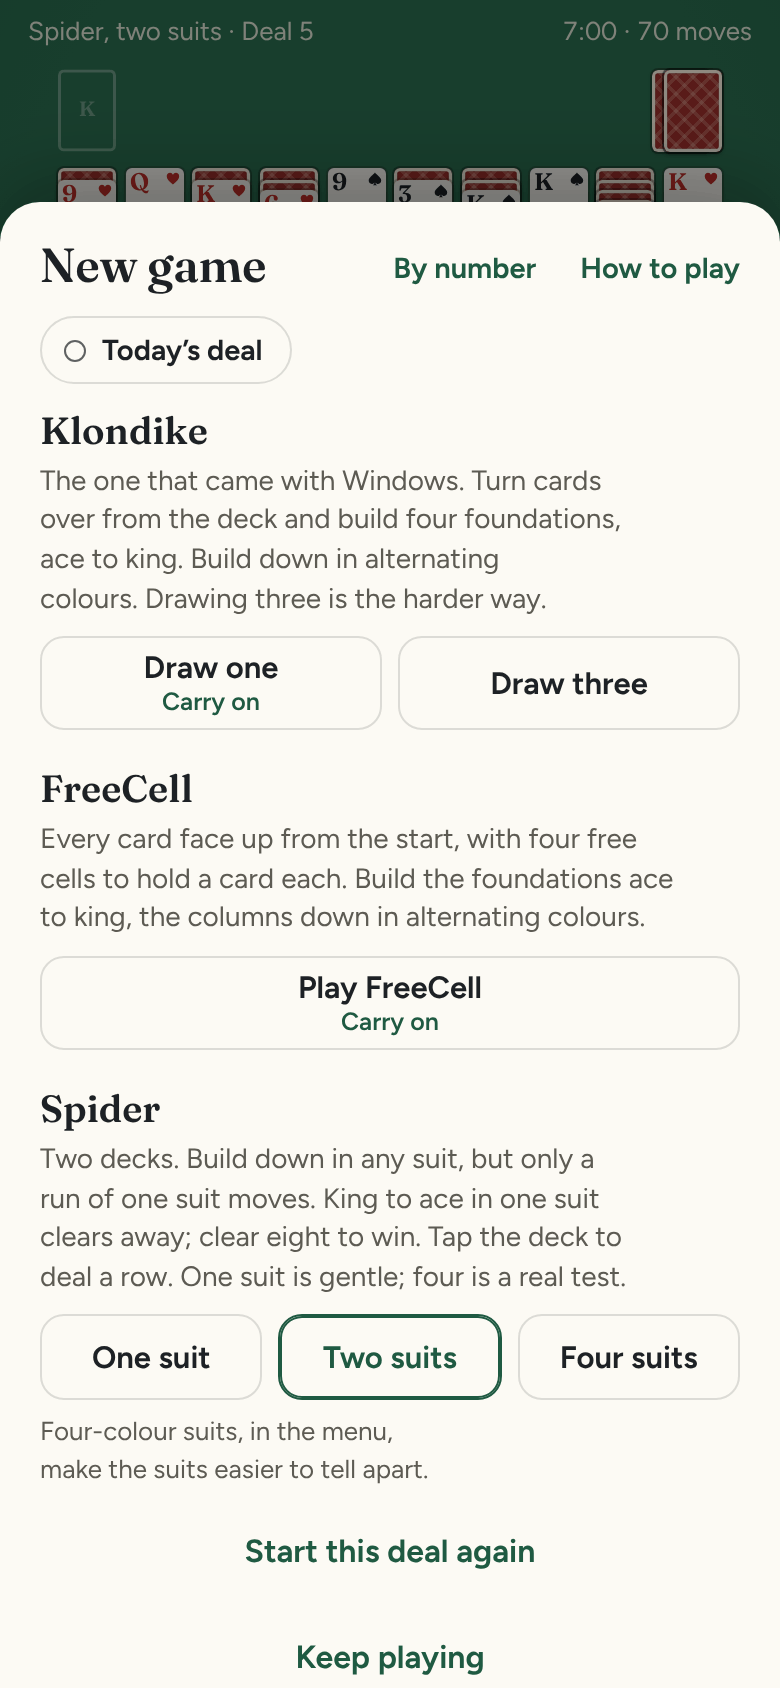 Spider, two suits · Deal 5
7:00 · 70 moves
K
9 Q K 9 3 K K
New game
By number
How to play
Today’s deal
Klondike
The one that came with Windows. Turn cards
over from the deck and build four foundations,
ace to king. Build down in alternating
colours. Drawing three is the harder way.
Draw one
Carry on
Draw three
FreeCell
Every card face up from the start, with four free
cells to hold a card each. Build the foundations ace
to king, the columns down in alternating colours.
Play FreeCell
Carry on
Spider
Two decks. Build down in any suit, but only a
run of one suit moves. King to ace in one suit
clears away; clear eight to win. Tap the deck to
deal a row. One suit is gentle; four is a real test.
One suit
Two suits
Four suits
Four-colour suits, in the menu,
make the suits easier to tell apart.
Start this deal again
Keep playing